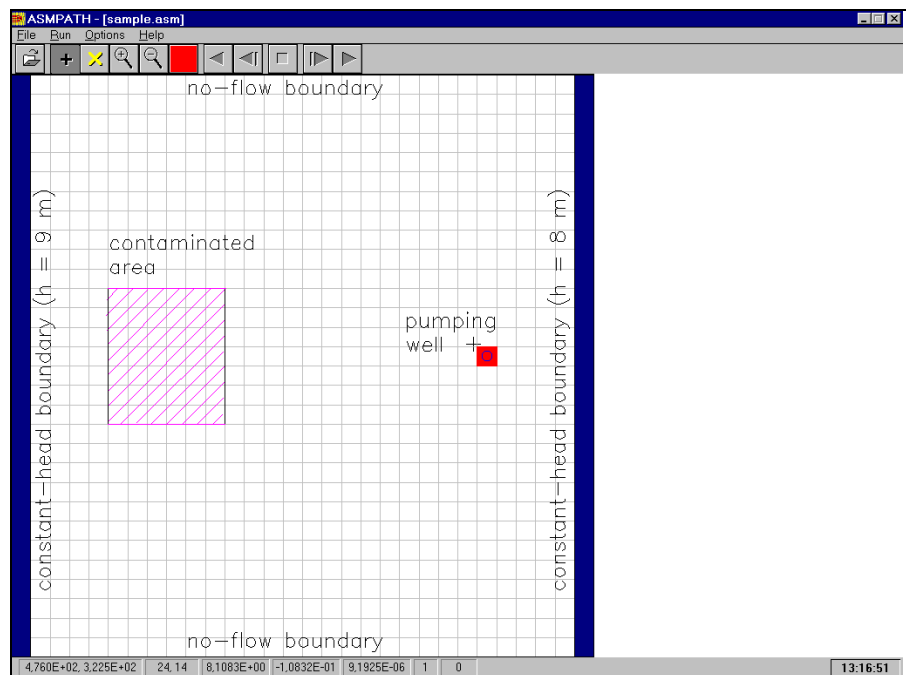 ASMPATH - [sample.asm]
File Run Options Help
no-flow boundary
constant-head boundary (h = 9 m)
contaminated
area
pumping
well +
constant-head boundary (h = 8 m)
no-flow boundary
4,760E+02, 3,225E+02 24, 14 8,1083E+00 -1,0832E-01 9,1925E-06 1 0 13:16:51